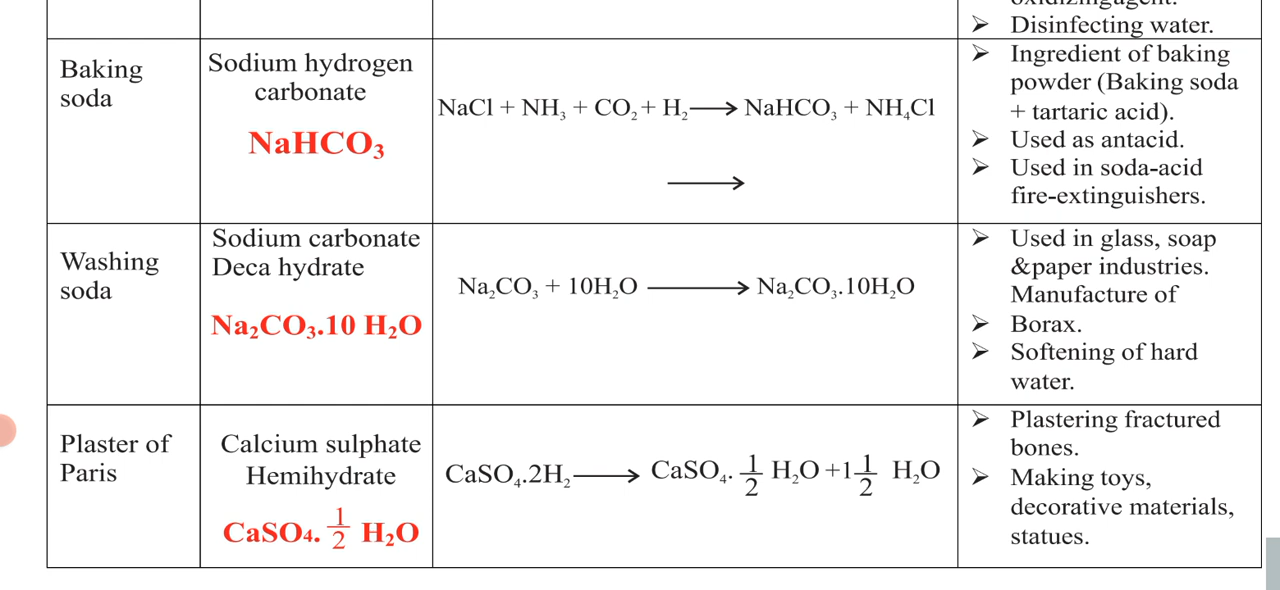 oxidizingagent.
➢ Disinfecting water.
Baking
soda
Sodium hydrogen
carbonate
NaHCO₃
NaCl + NH₃ + CO₂ + H₂⟶ NaHCO₃ + NH₄Cl
⟶
➢ Ingredient of baking
powder (Baking soda
+ tartaric acid).
➢ Used as antacid.
➢ Used in soda-acid
fire-extinguishers.
Washing
soda
Sodium carbonate
Deca hydrate
Na₂CO₃.10 H₂O
Na₂CO₃ + 10H₂O ⟶ Na₂CO₃.10H₂O
➢ Used in glass, soap
&paper industries.
Manufacture of
➢ Borax.
➢ Softening of hard
water.
Plaster of
Paris
Calcium sulphate
Hemihydrate
CaSO₄. 1/2 H₂O
CaSO₄.2H₂⟶ CaSO₄. 1/2 H₂O +1 1/2 H₂O
➢ Plastering fractured
bones.
➢ Making toys,
decorative materials,
statues.